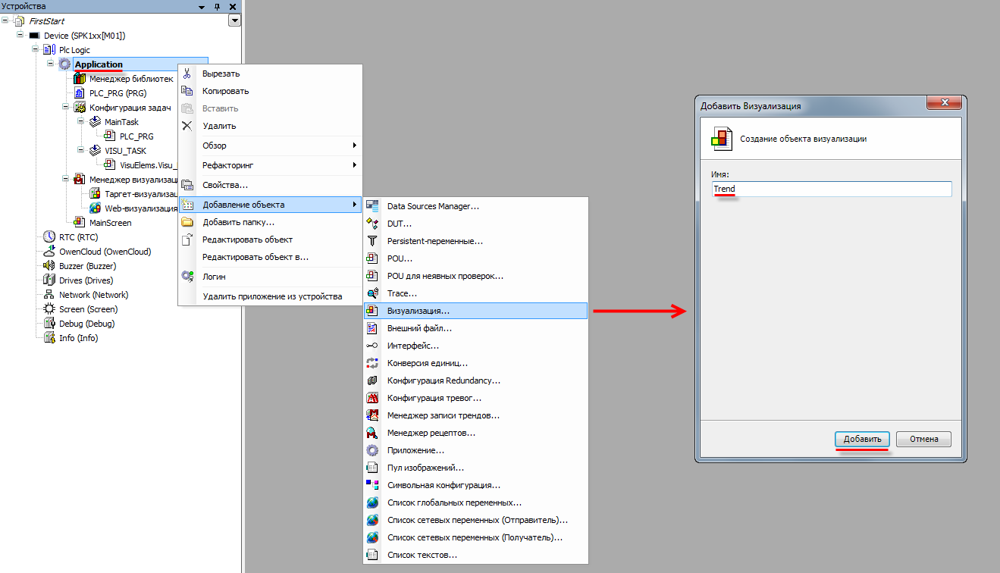 Устройства
FirstStart
Device (SPK1xx[M01])
Plc Logic
Application
Менеджер библиотек
PLC_PRG (PRG)
Конфигурация задач
MainTask
PLC_PRG
VISU_TASK
VisuElems.Visu_
Менеджер визуализац
Таргет-визуализац
Web-визуализация
MainScreen
RTC (RTC)
OwenCloud (OwenCloud)
Buzzer (Buzzer)
Drives (Drives)
Network (Network)
Screen (Screen)
Debug (Debug)
Info (Info)
Вырезать
Копировать
Вставить
Удалить
Обзор
Рефакторинг
Свойства...
Добавление объекта
Добавить папку...
Редактировать объект
Редактировать объект в...
Логин
Удалить приложение из устройства
Data Sources Manager...
DUT...
Persistent-переменные...
POU...
POU для неявных проверок...
Trace...
Визуализация...
Внешний файл...
Интерфейс...
Конверсия единиц...
Конфигурация Redundancy...
Конфигурация тревог...
Менеджер записи трендов...
Менеджер рецептов...
Приложение...
Пул изображений...
Символьная конфигурация...
Список глобальных переменных...
Список сетевых переменных (Отправитель)...
Список сетевых переменных (Получатель)...
Список текстов...
Добавить Визуализация
Создание объекта визуализации
Имя:
Trend
Добавить
Отмена